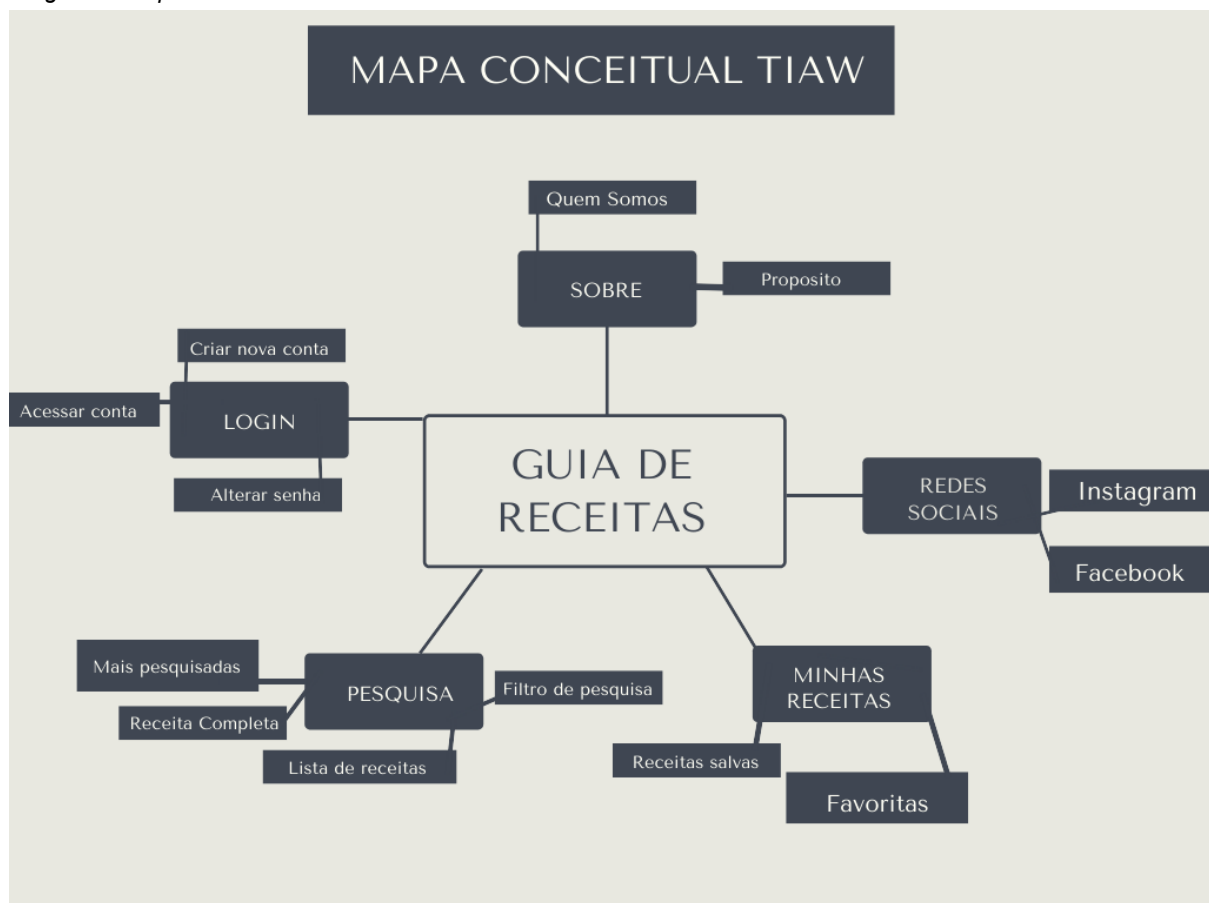 MAPA CONCEITUAL TIAW
Quem Somos
SOBRE
Proposito
Criar nova conta
Acessar conta
LOGIN
Alterar senha
GUIA DE
RECEITAS
REDES
SOCIAIS
Instagram
Facebook
Mais pesquisadas
PESQUISA
Filtro de pesquisa
Receita Completa
Lista de receitas
MINHAS
RECEITAS
Receitas salvas
Favoritas